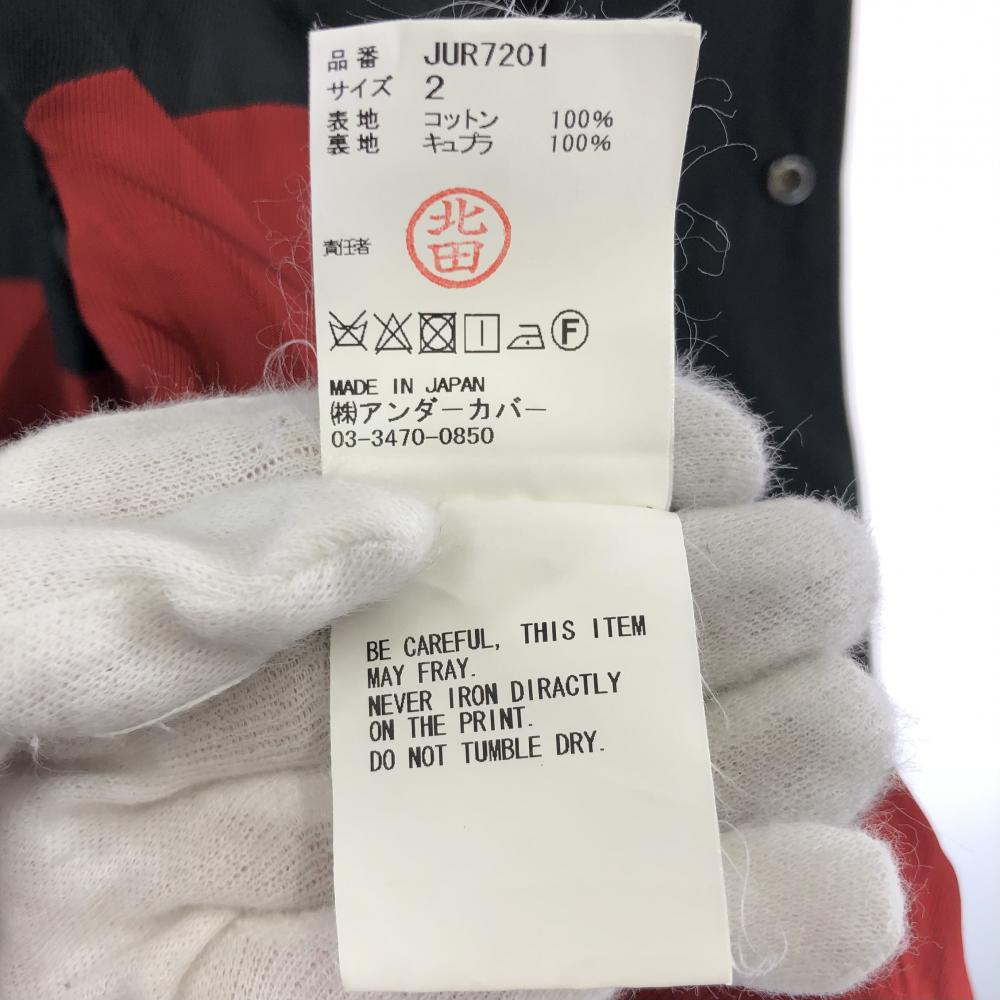 品番 JUR7201
サイズ 2
表地 コットン 100%
裏地 キュプラ 100%
責任者 北田
F
MADE IN JAPAN
㈱アンダーカバー
03-3470-0850
BE CAREFUL, THIS ITEM
MAY FRAY.
NEVER IRON DIRACTLY
ON THE PRINT.
DO NOT TUMBLE DRY.